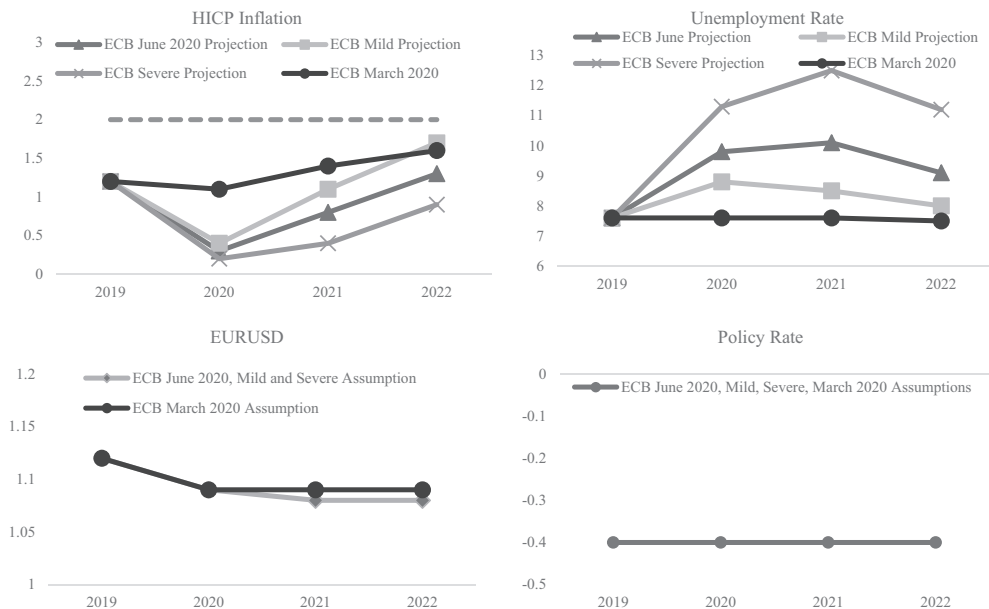 HICP Inflation
3
ECB June 2020 Projection
ECB Mild Projection
2.5
ECB Severe Projection
ECB March 2020
2
1.5
1
0.5
0
2019
2020
2021
2022
Unemployment Rate
ECB June Projection
ECB Mild Projection
13
ECB Severe Projection
ECB March 2020
12
11
10
9
8
7
6
2019
2020
2021
2022
EURUSD
1.2
ECB June 2020, Mild and Severe Assumption
ECB March 2020 Assumption
1.15
1.1
1.05
1
2019
2020
2021
2022
Policy Rate
0
ECB June 2020, Mild, Severe, March 2020 Assumptions
-0.1
-0.2
-0.3
-0.4
-0.5
2019
2020
2021
2022